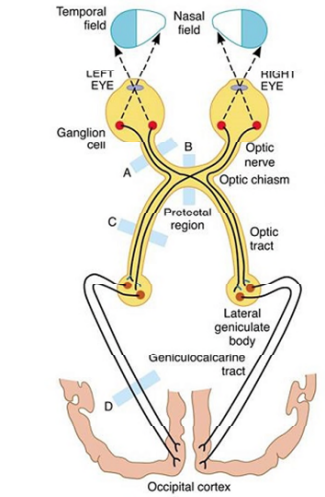 Temporal
field
Nasal
field
LEFT
EYE
RIGHT
EYE
Ganglion
cell
A
B
Optic
nerve
Optic chiasm
C
Pretectal
region
Optic
tract
Lateral
geniculate
body
Geniculocalcarine
tract
D
Occipital cortex